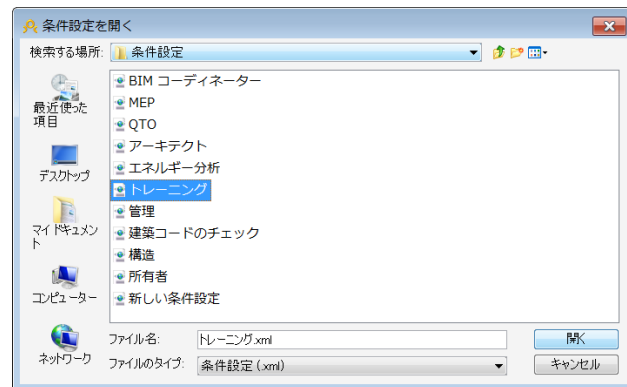 条件設定を開く
検索する場所: 条件設定
最近使った
項目
デスクトップ
マイ ドキュメン
ト
コンピューター
ネットワーク
BIM コーディネーター
MEP
QTO
アーキテクト
エネルギー分析
トレーニング
管理
建築コードのチェック
構造
所有者
新しい条件設定
ファイル名: トレーニング.xml 開く
ファイルのタイプ: 条件設定 (.xml) キャンセル